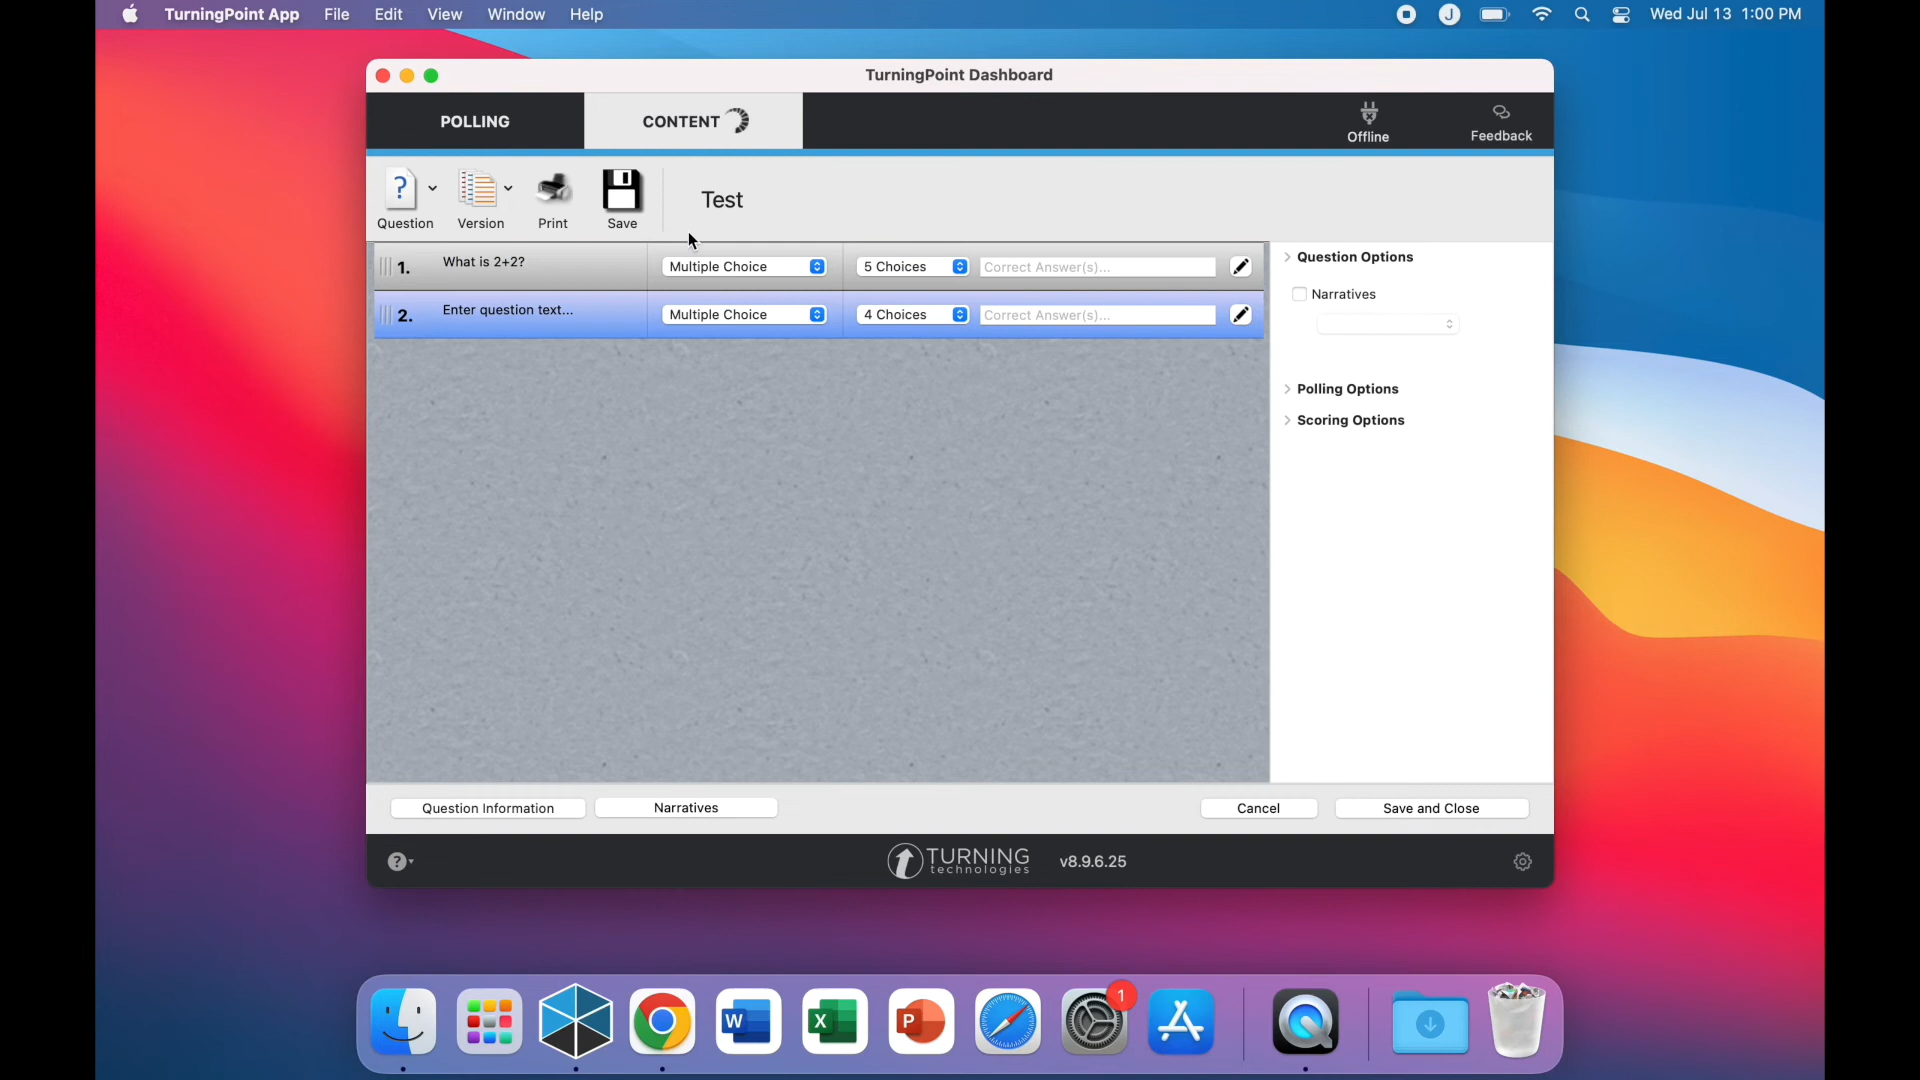 TurningPoint App File Edit View Window Help J Wed Jul 13 1:00 PM
TurningPoint Dashboard
POLLING CONTENT Offline Feedback
? Question Version Print Save Test
1. What is 2+2? Multiple Choice 5 Choices Correct Answer(s)...
2. Enter question text... Multiple Choice 4 Choices Correct Answer(s)...
Question Options
Narratives
Polling Options
Scoring Options
Question Information Narratives Cancel Save and Close
? TURNING technologies v8.9.6.25
W X P 1